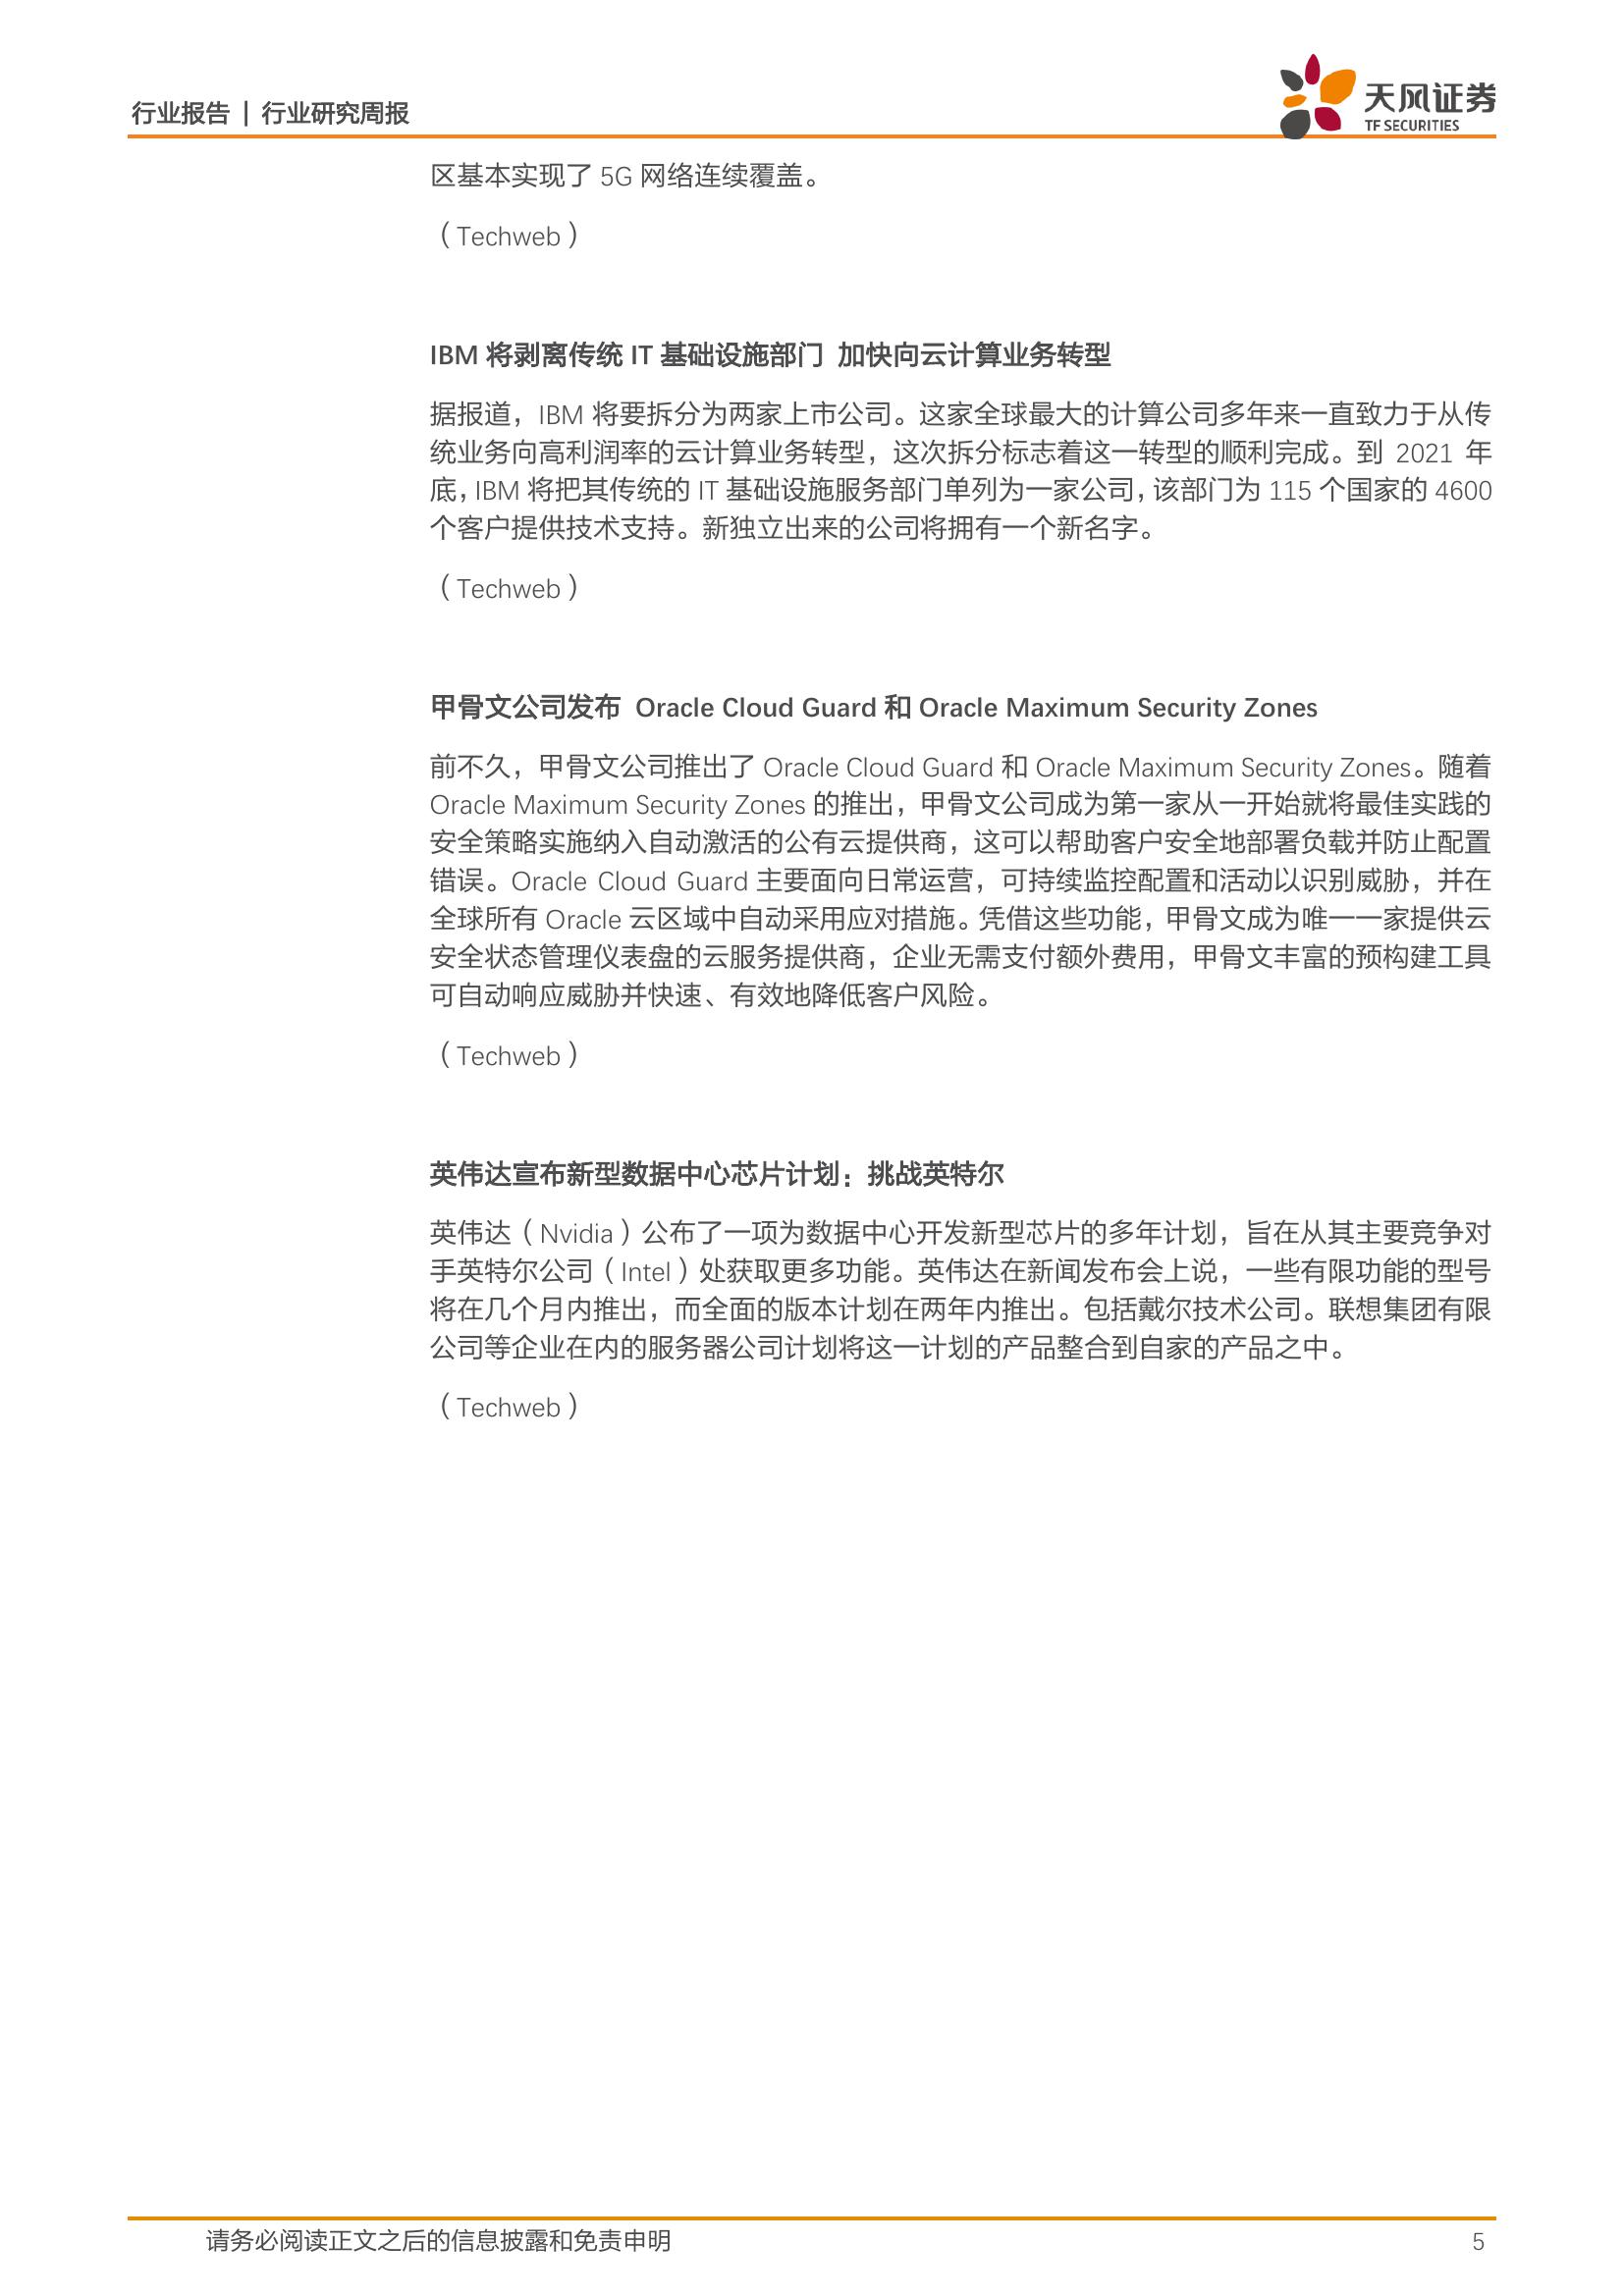 行业报告 | 行业研究周报
天风证券
TF SECURITIES
区基本实现了 5G 网络连续覆盖。
（Techweb）
IBM 将剥离传统 IT 基础设施部门 加快向云计算业务转型
据报道，IBM 将要拆分为两家上市公司。这家全球最大的计算公司多年来一直致力于从传
统业务向高利润率的云计算业务转型，这次拆分标志着这一转型的顺利完成。到 2021 年
底，IBM 将把其传统的 IT 基础设施服务部门单列为一家公司，该部门为 115 个国家的 4600
个客户提供技术支持。新独立出来的公司将拥有一个新名字。
（Techweb）
甲骨文公司发布 Oracle Cloud Guard 和 Oracle Maximum Security Zones
前不久，甲骨文公司推出了 Oracle Cloud Guard 和 Oracle Maximum Security Zones。随着
Oracle Maximum Security Zones 的推出，甲骨文公司成为第一家从一开始就将最佳实践的
安全策略实施纳入自动激活的公有云提供商，这可以帮助客户安全地部署负载并防止配置
错误。Oracle Cloud Guard 主要面向日常运营，可持续监控配置和活动以识别威胁，并在
全球所有 Oracle 云区域中自动采用应对措施。凭借这些功能，甲骨文成为唯一一家提供云
安全状态管理仪表盘的云服务提供商，企业无需支付额外费用，甲骨文丰富的预构建工具
可自动响应威胁并快速、有效地降低客户风险。
（Techweb）
英伟达宣布新型数据中心芯片计划：挑战英特尔
英伟达（Nvidia）公布了一项为数据中心开发新型芯片的多年计划，旨在从其主要竞争对
手英特尔公司（Intel）处获取更多功能。英伟达在新闻发布会上说，一些有限功能的型号
将在几个月内推出，而全面的版本计划在两年内推出。包括戴尔技术公司。联想集团有限
公司等企业在内的服务器公司计划将这一计划的产品整合到自家的产品之中。
（Techweb）
请务必阅读正文之后的信息披露和免责申明
5